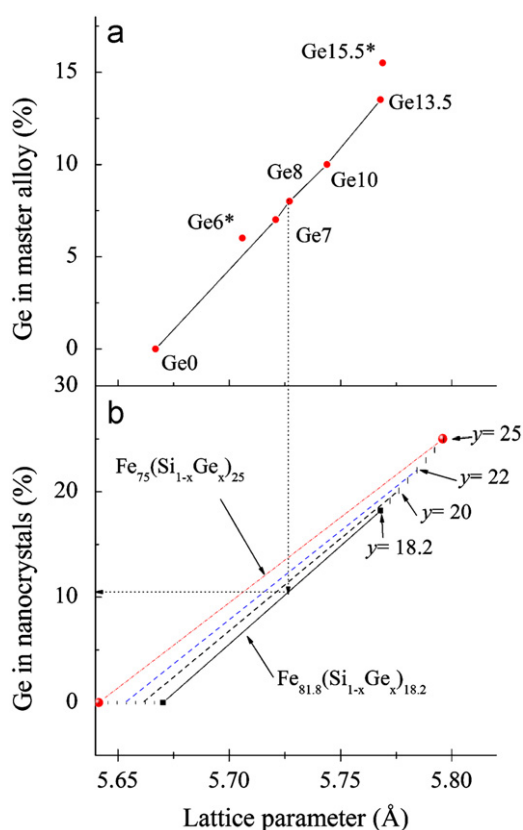 a
Ge in master alloy (%)
15
10
5
0
Ge15.5*
Ge13.5
Ge8
Ge10
Ge6*
Ge7
Ge0
30
b
Ge in nanocrystals (%)
20
10
0
y= 25
Fe75(Si1-xGex)25
y= 22
y= 20
y= 18.2
Fe81.8(Si1-xGex)18.2
5.65 5.70 5.75 5.80
Lattice parameter (Å)